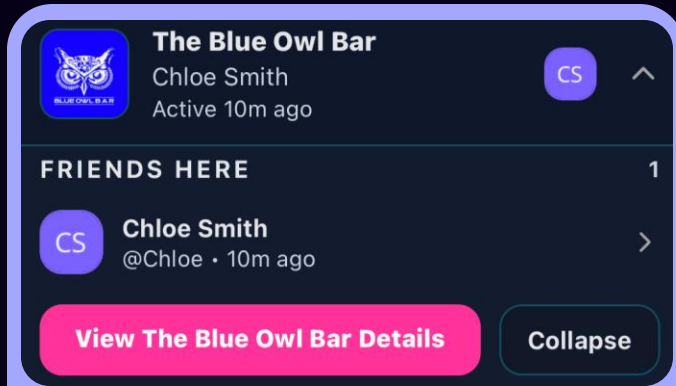 The Blue Owl Bar
Chloe Smith
Active 10m ago
BLUE OWL BAR
CS
FRIENDS HERE
1
CS
Chloe Smith
@Chloe • 10m ago
View The Blue Owl Bar Details
Collapse